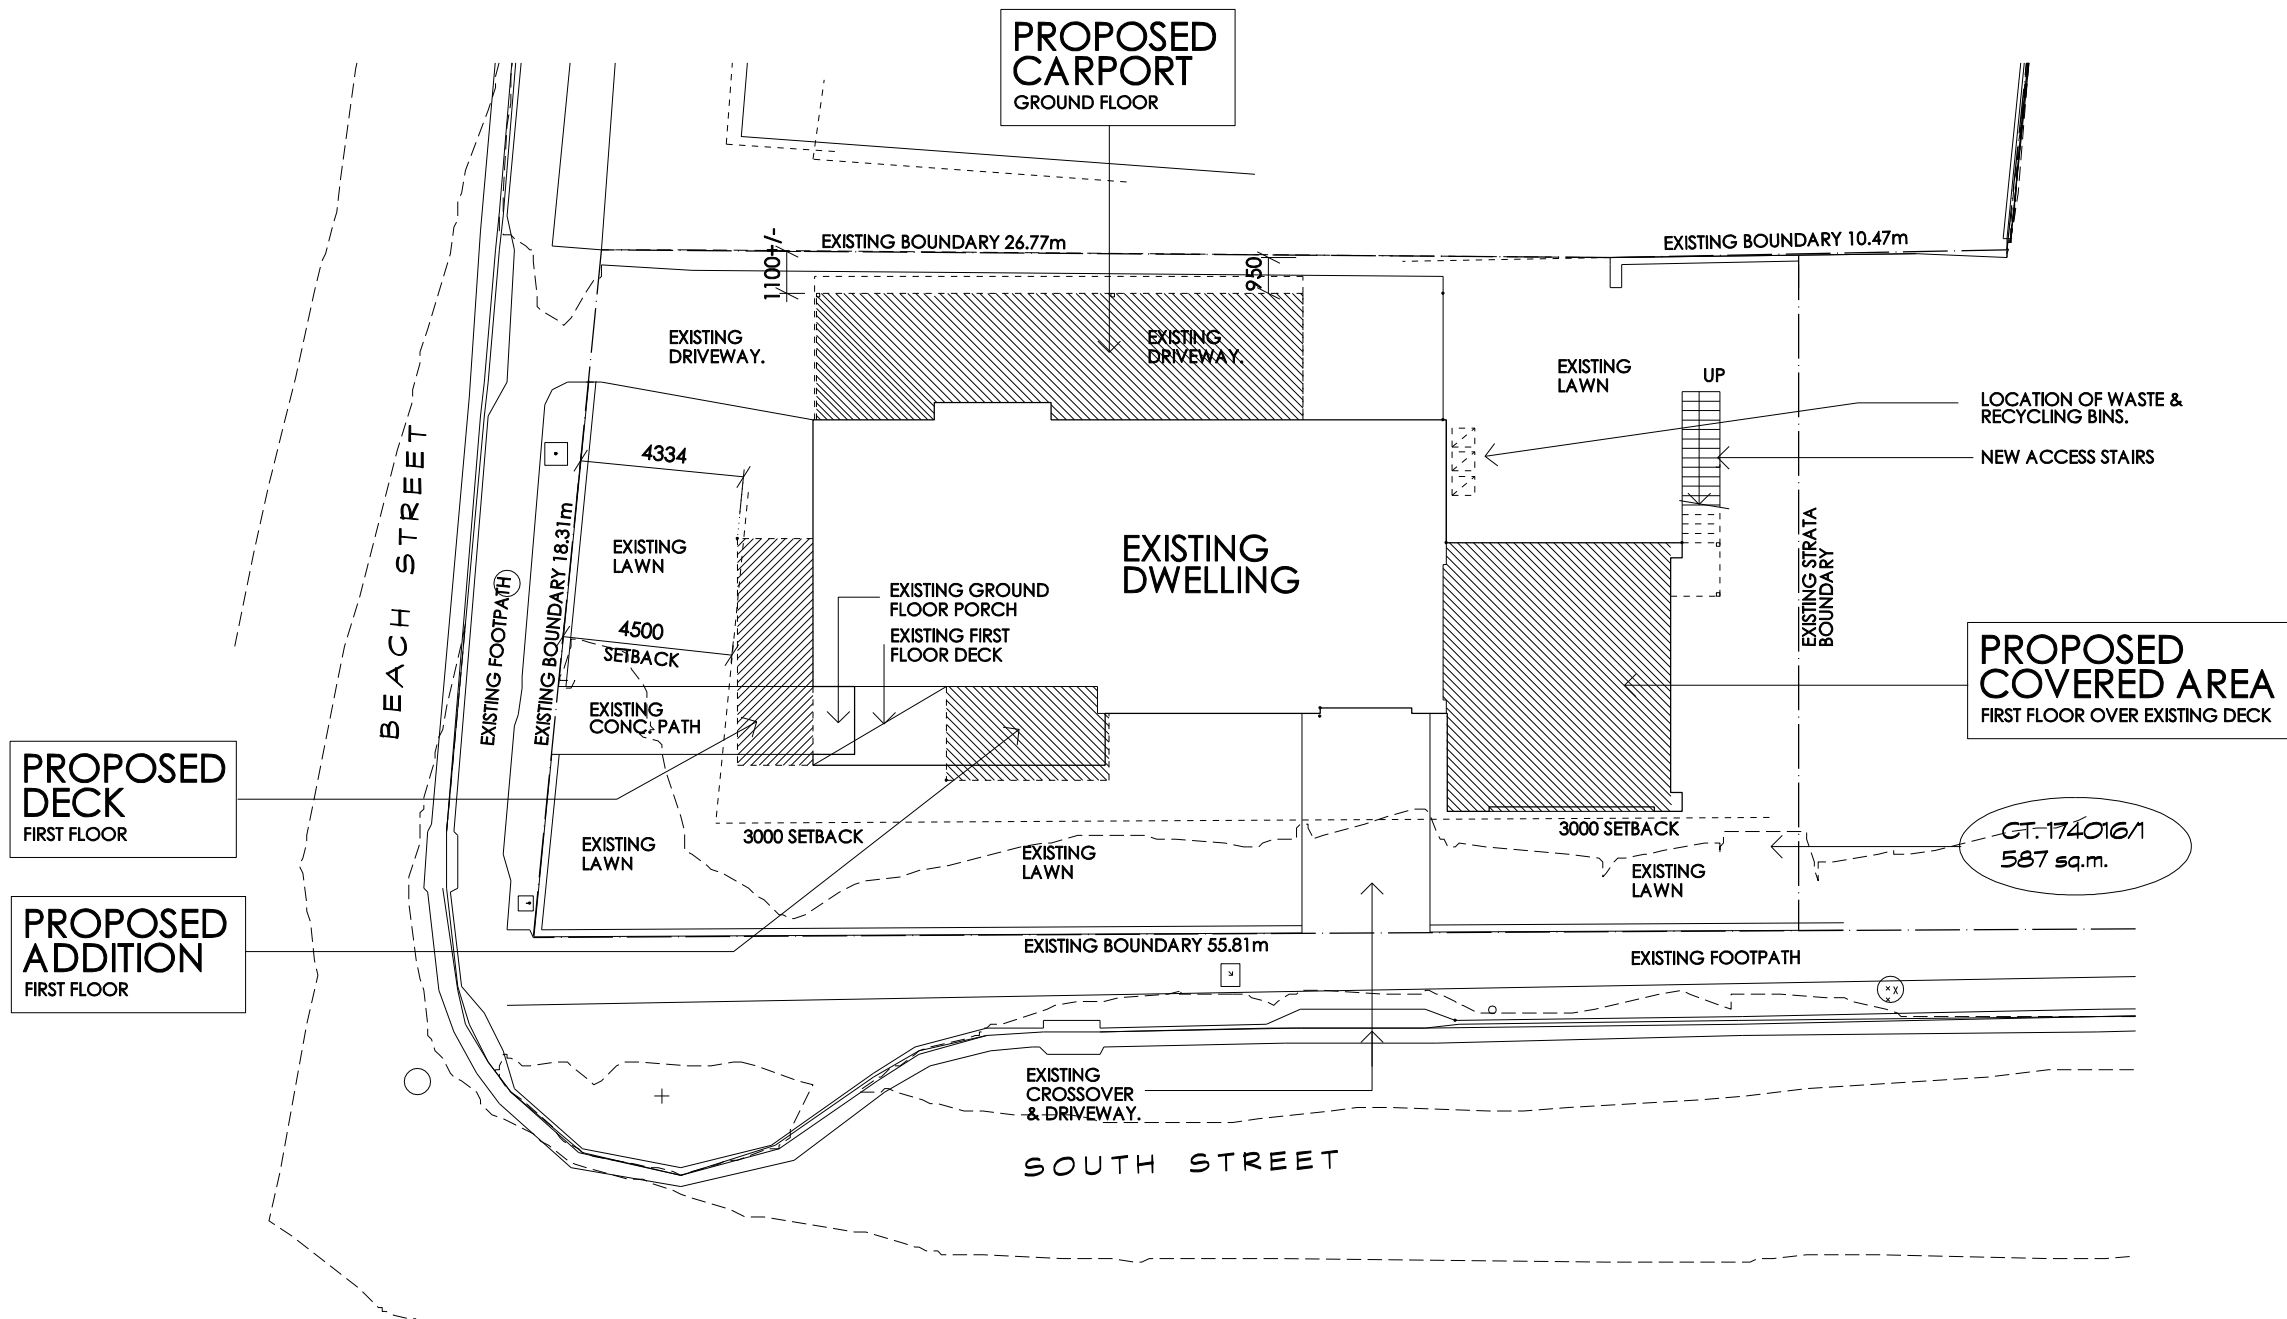 PROPOSED
CARPORT
GROUND FLOOR
EXISTING BOUNDARY 26.77m
EXISTING BOUNDARY 10.47m
1100+/-
950
EXISTING
DRIVEWAY.
EXISTING
DRIVEWAY.
EXISTING
LAWN
UP
LOCATION OF WASTE &
RECYCLING BINS.
NEW ACCESS STAIRS
4334
BEACH STREET
EXISTING FOOTPATH
EXISTING BOUNDARY 18.31m
EXISTING
LAWN
EXISTING
DWELLING
EXISTING GROUND
FLOOR PORCH
EXISTING FIRST
FLOOR DECK
4500
SETBACK
EXISTING STRATA
BOUNDARY
PROPOSED
COVERED AREA
FIRST FLOOR OVER EXISTING DECK
EXISTING
CONC. PATH
PROPOSED
DECK
FIRST FLOOR
3000 SETBACK
3000 SETBACK
EXISTING
LAWN
EXISTING
LAWN
EXISTING
LAWN
CT. 174016/1
587 sq.m.
PROPOSED
ADDITION
FIRST FLOOR
EXISTING BOUNDARY 55.81m
EXISTING FOOTPATH
EXISTING
CROSSOVER
& DRIVEWAY.
SOUTH STREET